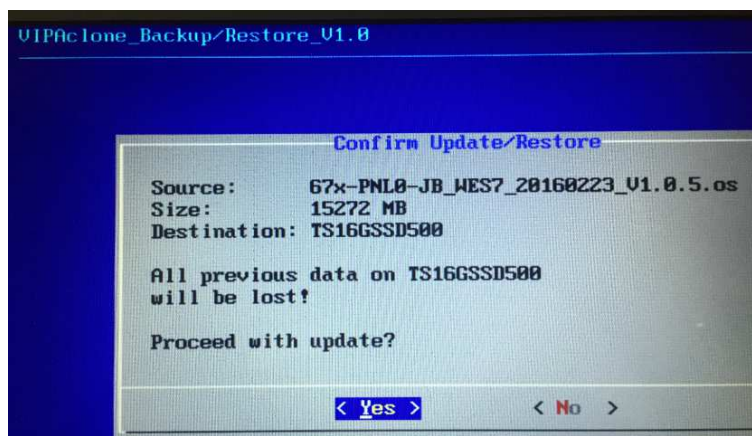 VIPAclone_Backup/Restore_V1.0
Confirm Update/Restore
Source: 67x-PNL0-JB_WES7_20160223_V1.0.5.os
Size: 15272 MB
Destination: TS16GSSD500
All previous data on TS16GSSD500
will be lost!
Proceed with update?
< Yes > < No >